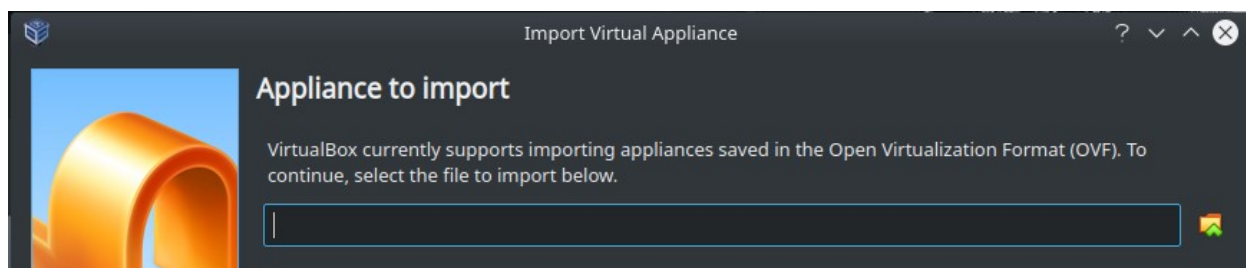 Import Virtual Appliance
?
Appliance to import
VirtualBox currently supports importing appliances saved in the Open Virtualization Format (OVF). To
continue, select the file to import below.